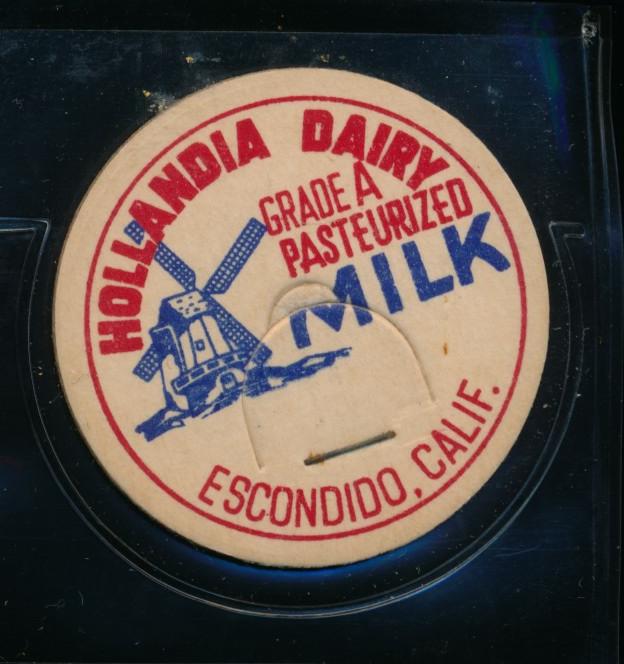 HOLLANDIA DAIRY
GRADE A
PASTEURIZED
MILK
ESCONDIDO, CALIF.